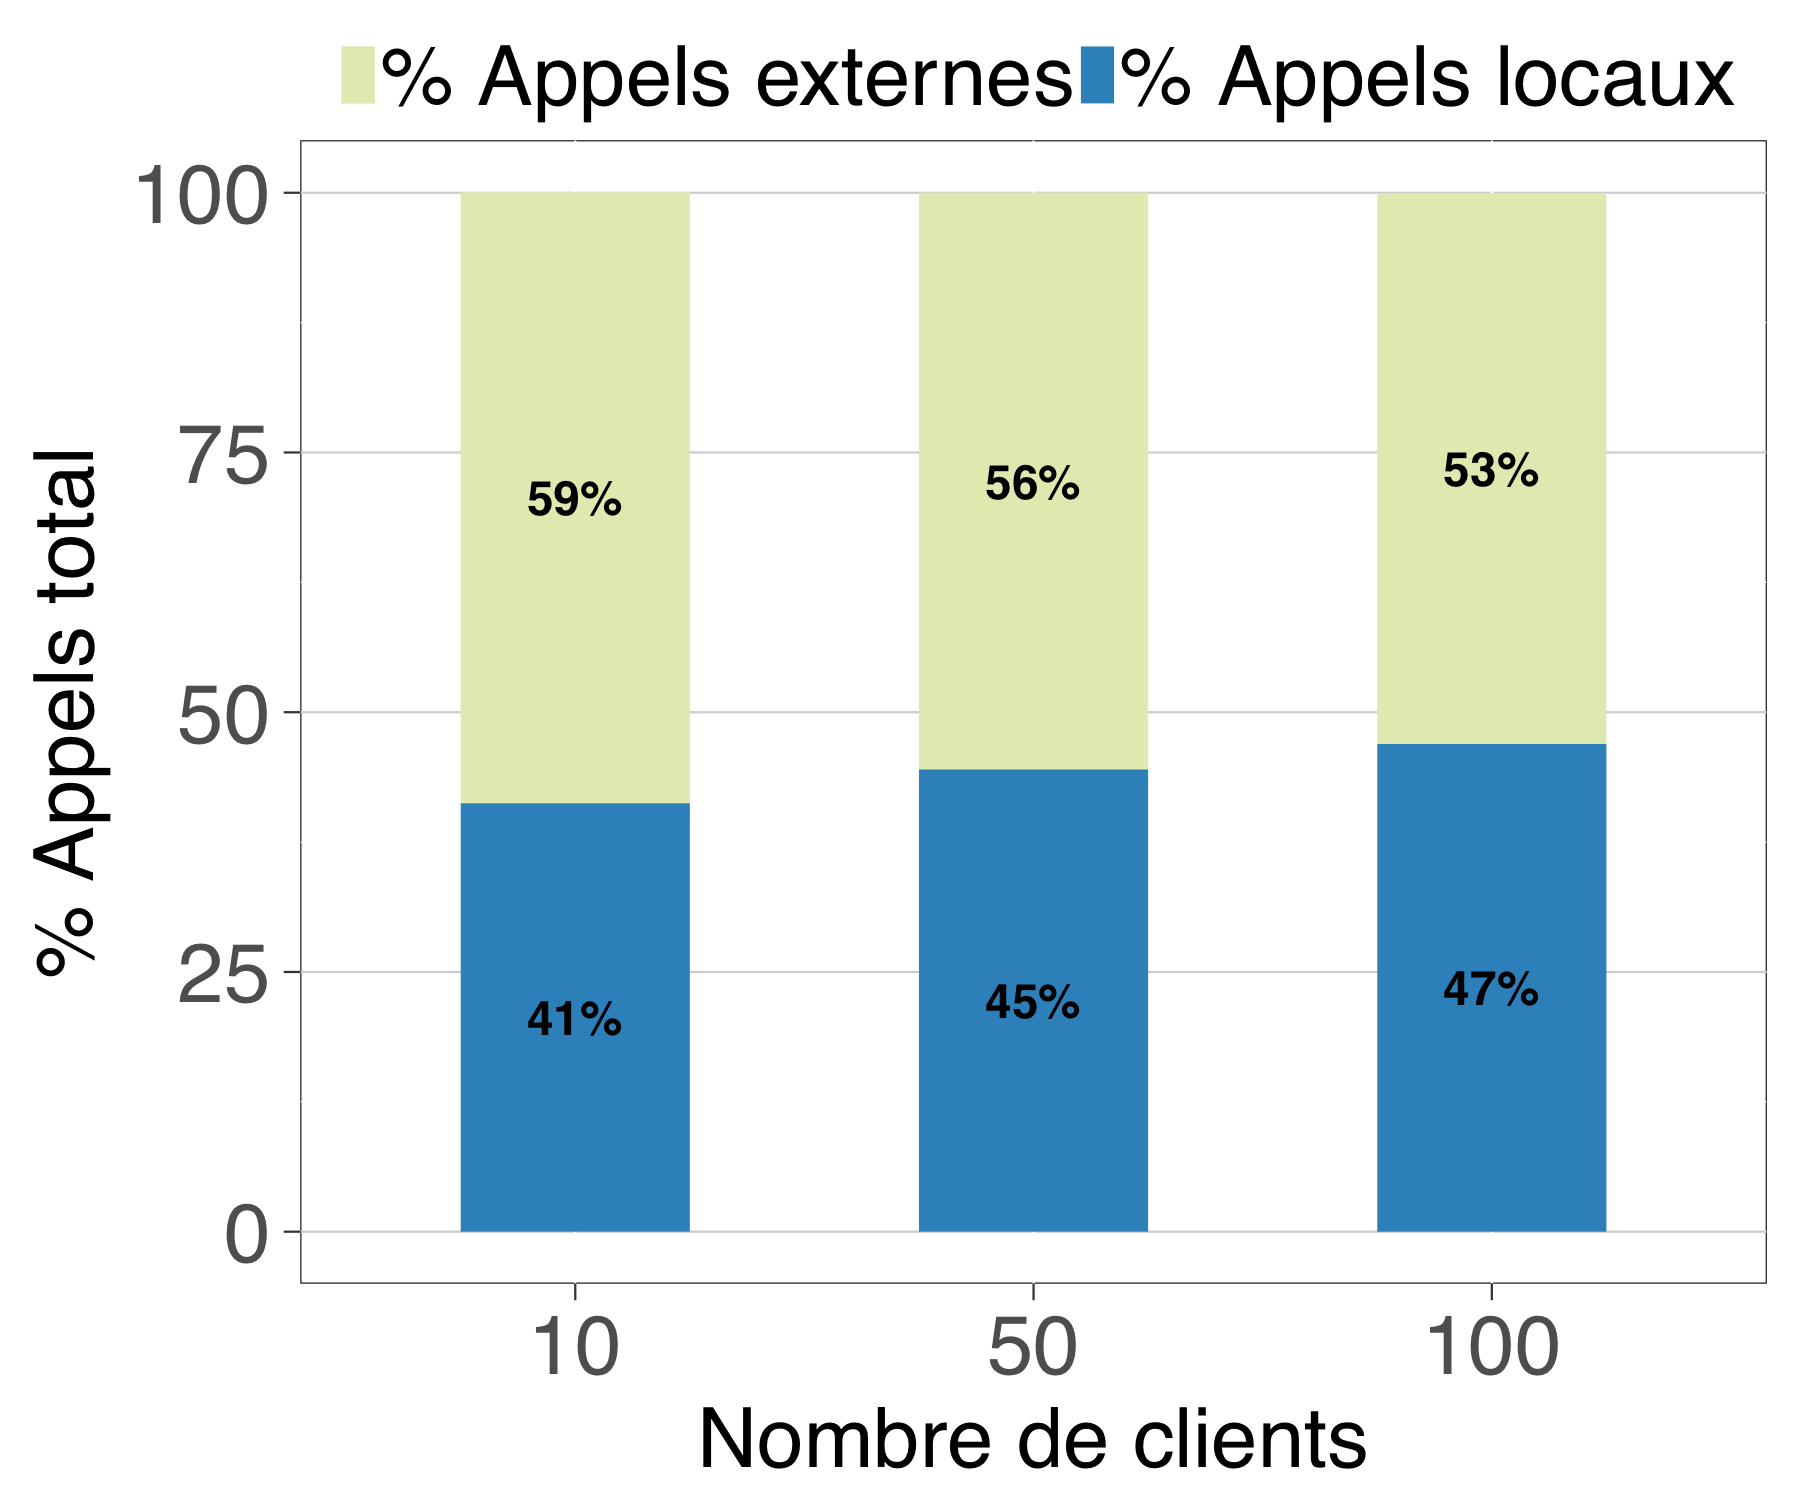 % Appels externes % Appels locaux
% Appels total
100
75
50
25
0
59% 56% 53%
41% 45% 47%
10 50 100
Nombre de clients